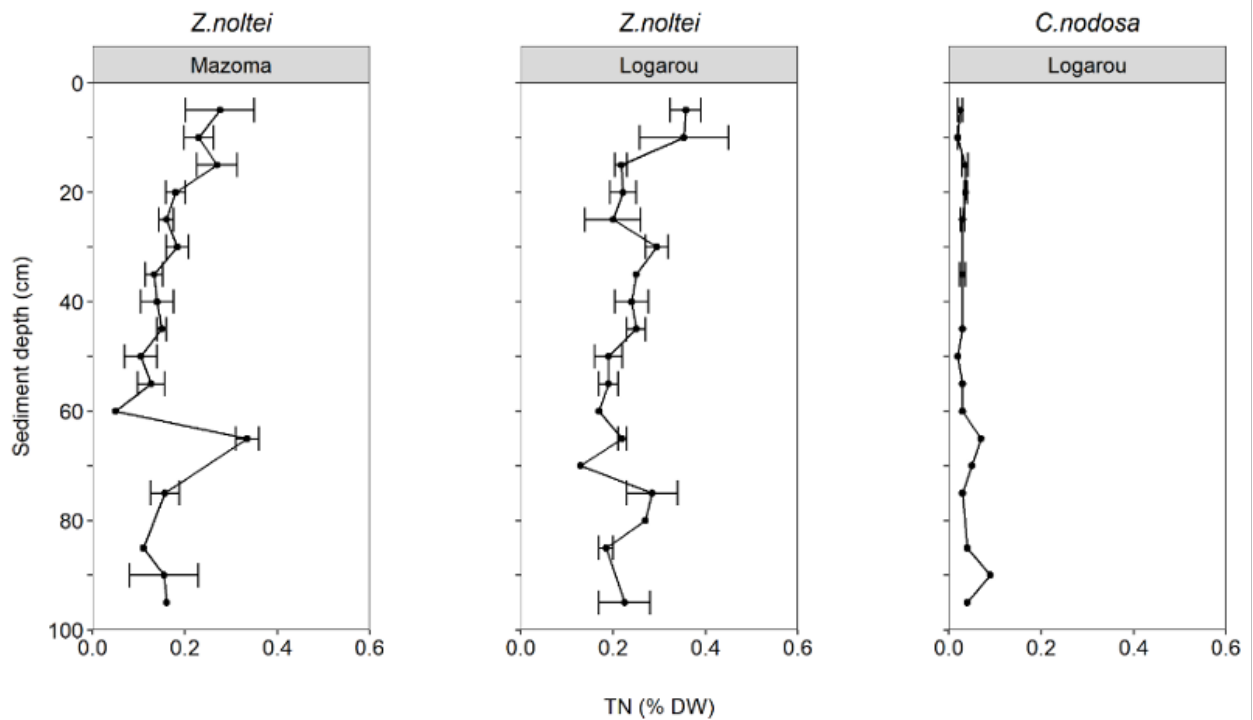 Z.noltei Z.noltei C.nodosa
Mazoma Logarou Logarou
Sediment depth (cm)
0
20
40
60
80
100
0.0 0.2 0.4 0.6 0.0 0.2 0.4 0.6 0.0 0.2 0.4 0.6
TN (% DW)